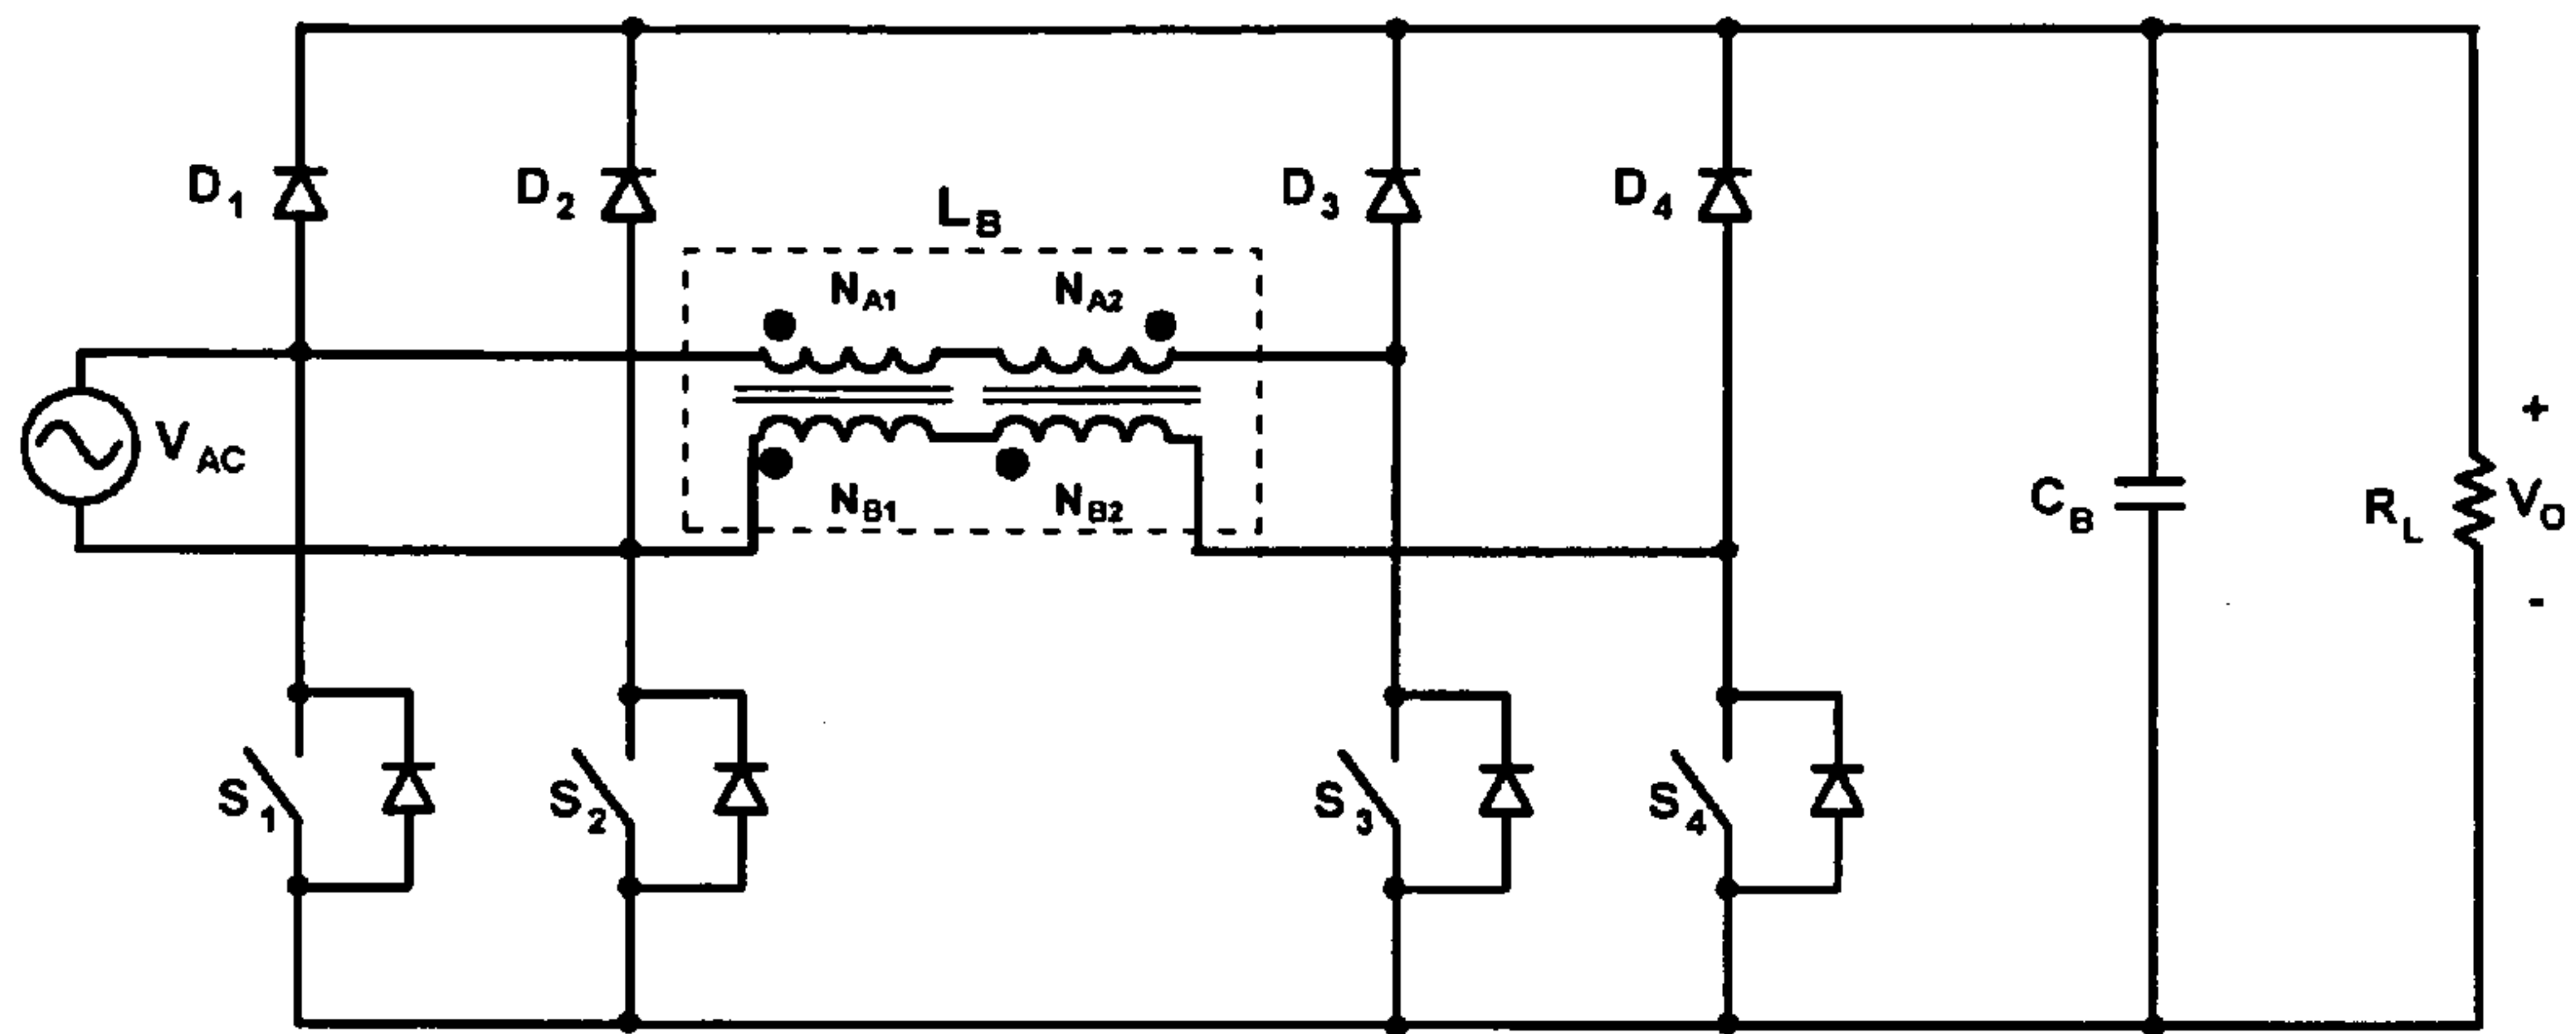 D1
D2
LB
D3
D4
NA1
NA2
VAC
NB1
NB2
CB
RL
+
VO
-
S1
S2
S3
S4